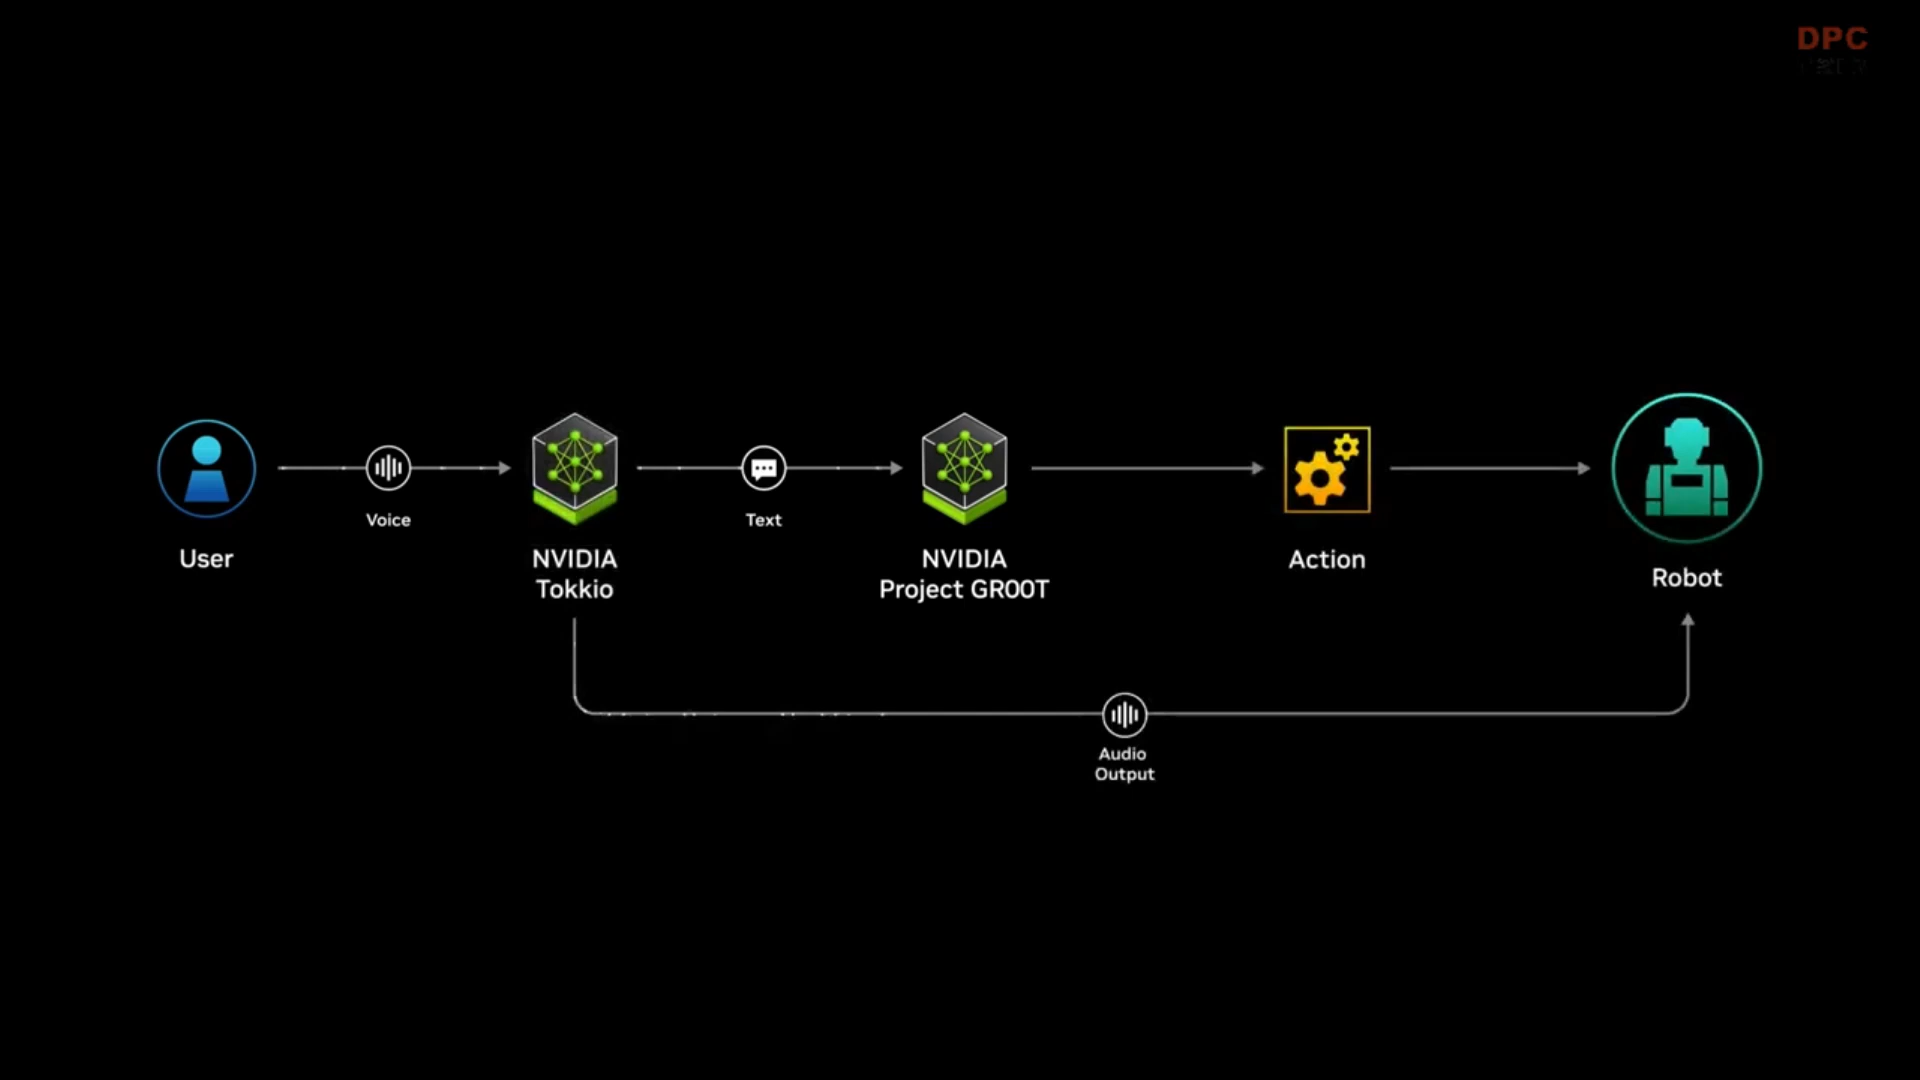 DPC
Voice
Text
User
NVIDIA
Tokkio
NVIDIA
Project GR00T
Action
Robot
Audio
Output